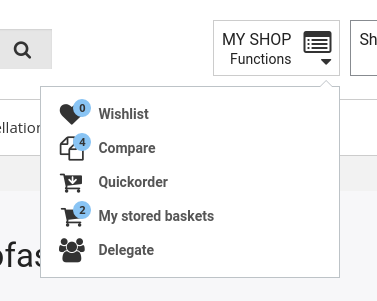 MY SHOP
Functions
Sh
0
Wishlist
4
Compare
Quickorder
2
My stored baskets
Delegate